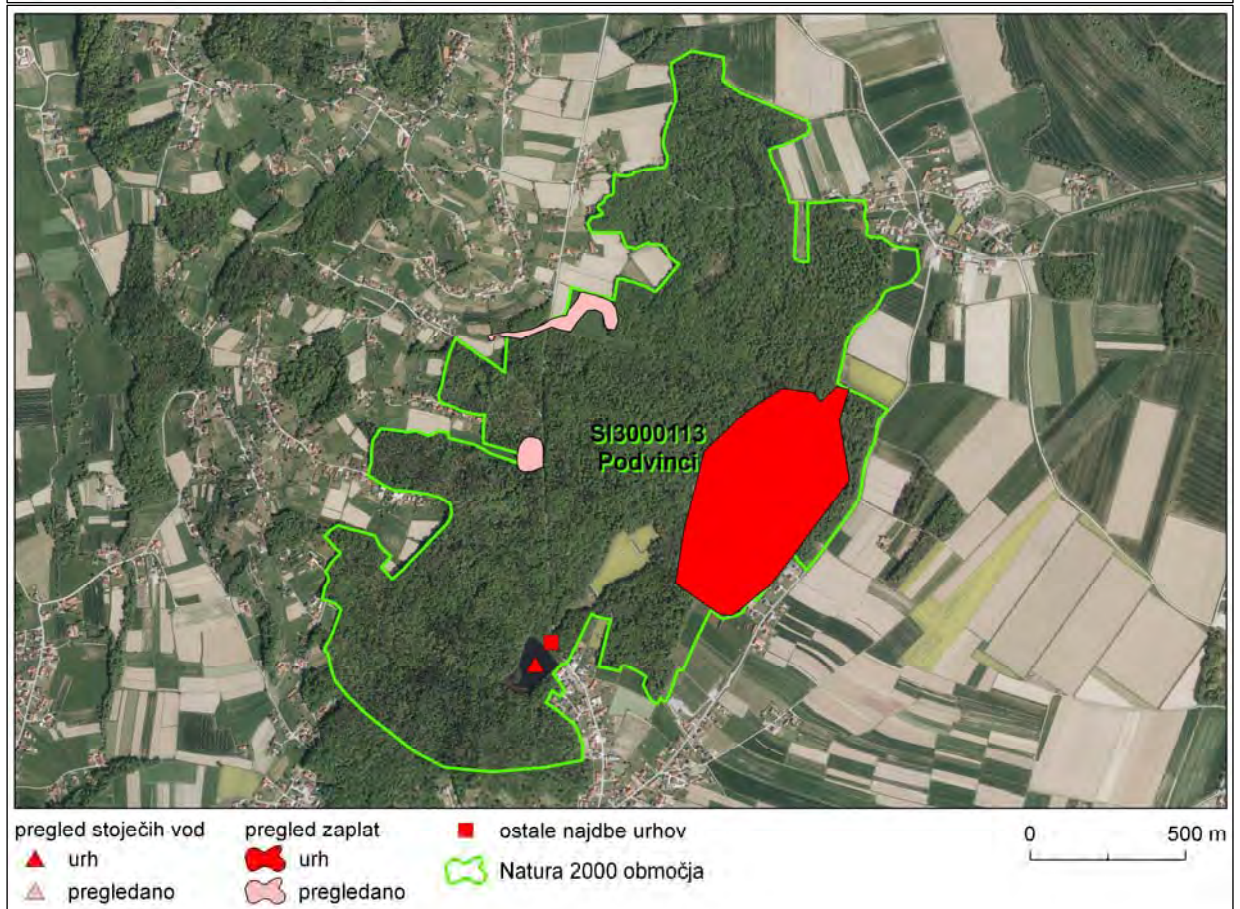 SI3000113
Podvinci
pregled stoječih vod
urh
pregledano
pregled zaplat
urh
pregledano
ostale najdbe urhov
Natura 2000 območja
0 500 m